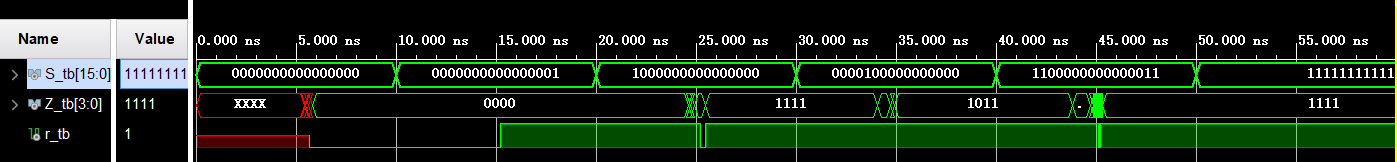 Name Value 0.000 ns 5.000 ns 10.000 ns 15.000 ns 20.000 ns 25.000 ns 30.000 ns 35.000 ns 40.000 ns 45.000 ns 50.000 ns 55.000 ns
S_tb[15:0] 11111111 0000000000000000 0000000000000001 1000000000000000 0000100000000000 1100000000000011 11111111111
Z_tb[3:0] 1111 XXXX 0000 1111 1011 . 1111
r_tb 1